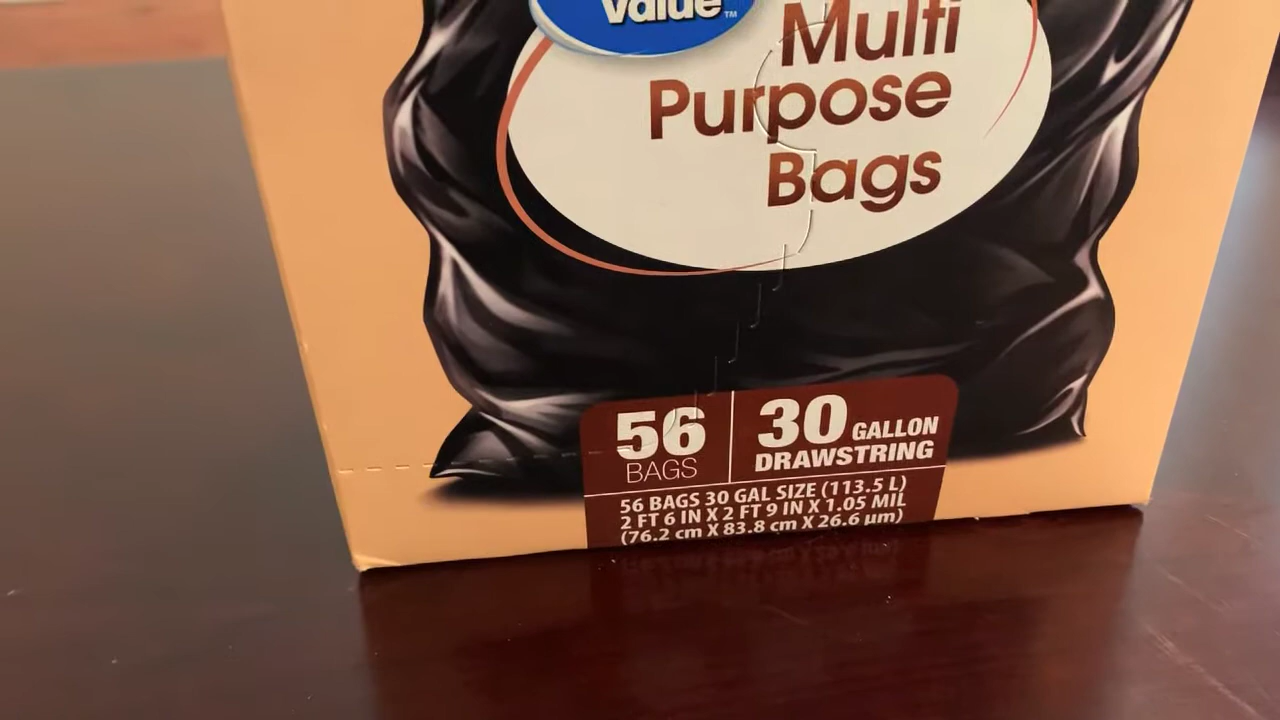 Value™
Multi
Purpose
Bags
56
BAGS
30 GALLON
DRAWSTRING
56 BAGS 30 GAL SIZE (113.5 L)
2 FT 6 IN X 2 FT 9 IN X 1.05 MIL
(76.2 cm X 83.8 cm X 26.6 µm)